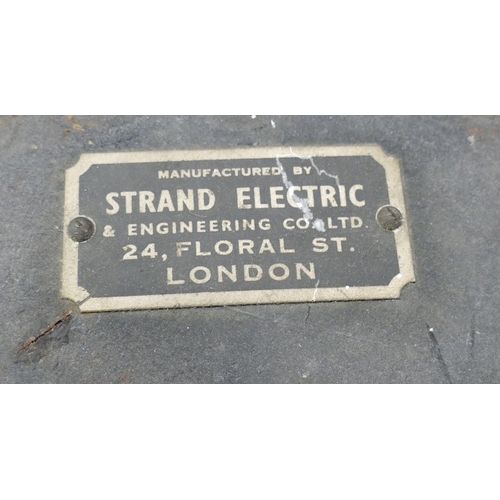 MANUFACTURED BY
STRAND ELECTRIC
& ENGINEERING CO. LTD.
24, FLORAL ST.
LONDON